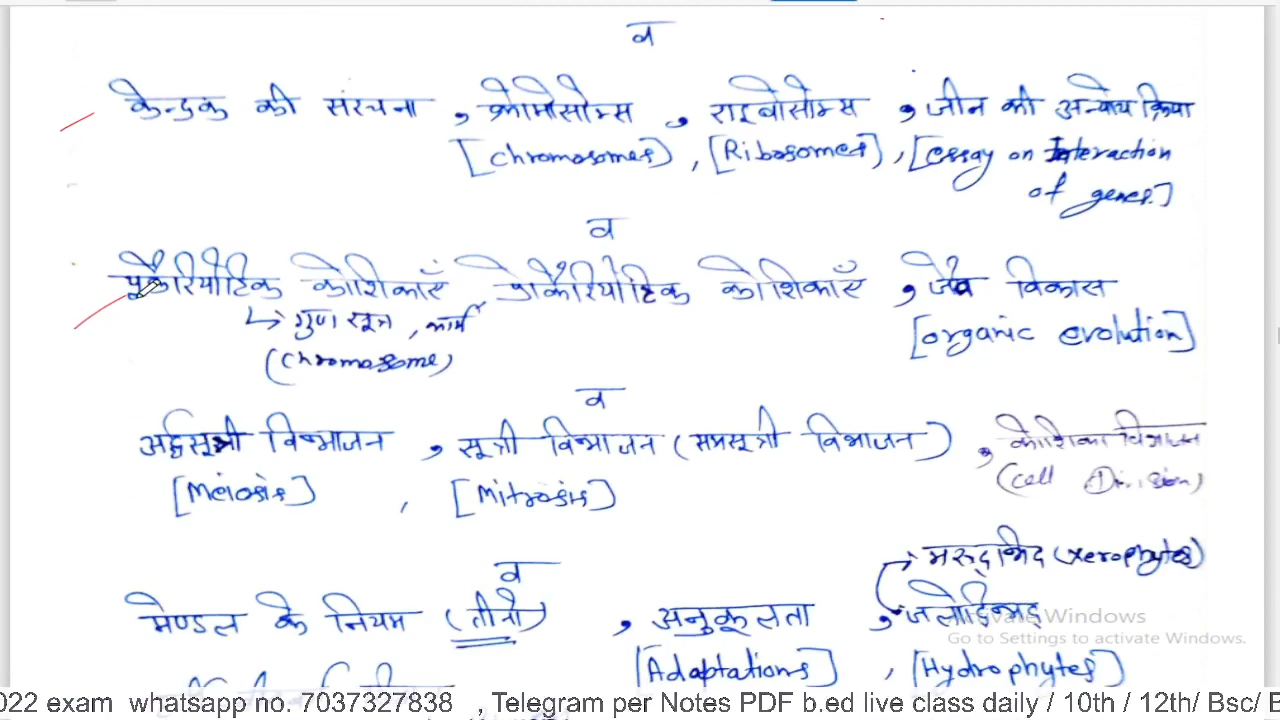 व
केन्द्रक की संरचना , क्रोमोसोम्स , राइबोसोम्स , जीन की अन्योन्य क्रिया
[chromosomes) , [Ribosomes] , [essay on Interaction
of genes.]
व
यूकैरियोटिक कोशिकाएँ प्रोकैरियोटिक कोशिकाएँ , जैव विकास
↳ गुण सूत्र , कार्य [organic evolution]
(Chromosome)
व
अर्द्धसूत्री विभाजन , सूत्री विभाजन (समसूत्री विभाजन) , कोशिका विभाजन
[Meiosis] , [Mitrosis] (cell Division)
→ मरुदभिद (xerophytes)
व
मेण्डल के नियम (तीनो) , अनुकूलता , जलोद्भिद
Activate Windows
Go to Settings to activate Windows.
[Adaptations] , [Hydrophytes]
022 exam whatsapp no. 7037327838 , Telegram per Notes PDF b.ed live class daily / 10th / 12th/ Bsc/